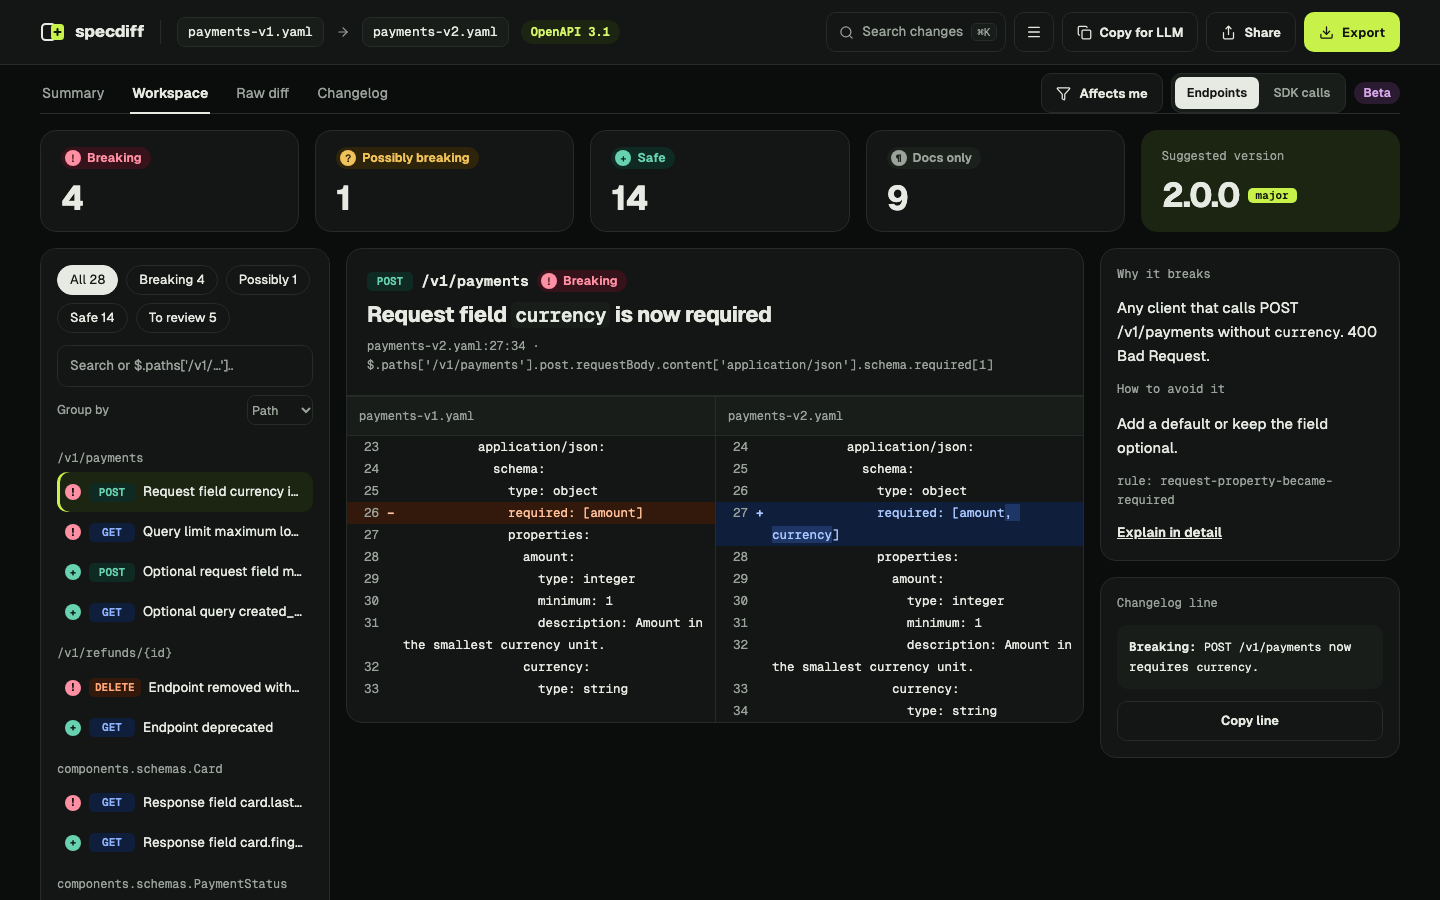 specdiff
payments-v1.yaml → payments-v2.yaml OpenAPI 3.1
Search changes ⌘K
Copy for LLM
Share
Export
Summary Workspace Raw diff Changelog
Affects me
Endpoints SDK calls Beta
! Breaking
4
? Possibly breaking
1
+ Safe
14
¶ Docs only
9
Suggested version
2.0.0 major
All 28 Breaking 4 Possibly 1
Safe 14 To review 5
Search or $.paths['/v1/…']..
Group by Path
/v1/payments
! POST Request field currency i…
! GET Query limit maximum lo…
+ POST Optional request field m…
+ GET Optional query created_…
/v1/refunds/{id}
! DELETE Endpoint removed with…
+ GET Endpoint deprecated
components.schemas.Card
! GET Response field card.last…
+ GET Response field card.fing…
components.schemas.PaymentStatus
POST /v1/payments ! Breaking
Request field currency is now required
payments-v2.yaml:27:34 ·
$.paths['/v1/payments'].post.requestBody.content['application/json'].schema.required[1]
payments-v1.yaml
23 application/json:
24 schema:
25 type: object
26 − required: [amount]
27 properties:
28 amount:
29 type: integer
30 minimum: 1
31 description: Amount in
the smallest currency unit.
32 currency:
33 type: string
payments-v2.yaml
24 application/json:
25 schema:
26 type: object
27 + required: [amount,
currency]
28 properties:
29 amount:
30 type: integer
31 minimum: 1
32 description: Amount in
the smallest currency unit.
33 currency:
34 type: string
Why it breaks
Any client that calls POST
/v1/payments without currency. 400
Bad Request.
How to avoid it
Add a default or keep the field
optional.
rule: request-property-became-
required
Explain in detail
Changelog line
Breaking: POST /v1/payments now
requires currency.
Copy line